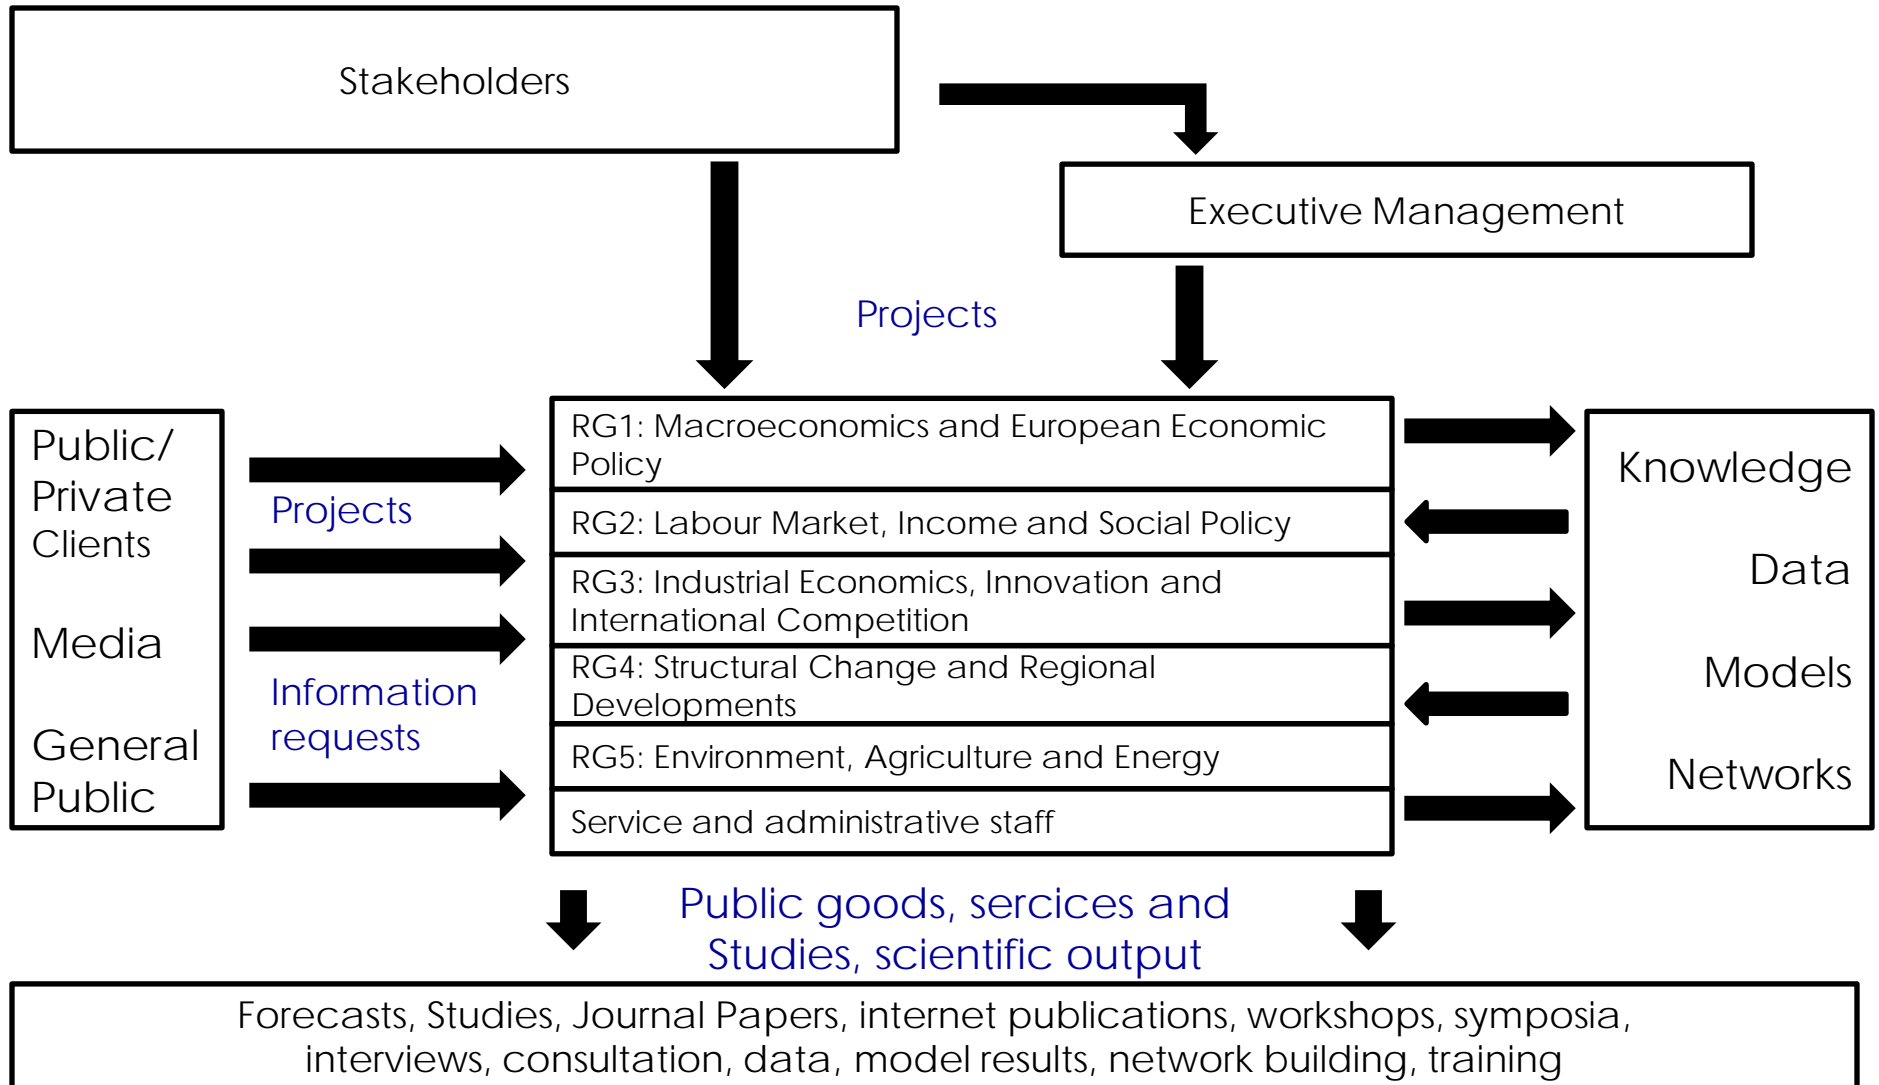 Stakeholders
Executive Management
Projects
Public/
Private
Clients
Media
General
Public
Projects
Information
requests
RG1: Macroeconomics and European Economic
Policy
RG2: Labour Market, Income and Social Policy
RG3: Industrial Economics, Innovation and
International Competition
RG4: Structural Change and Regional
Developments
RG5: Environment, Agriculture and Energy
Service and administrative staff
Knowledge
Data
Models
Networks
Public goods, sercices and
Studies, scientific output
Forecasts, Studies, Journal Papers, internet publications, workshops, symposia,
interviews, consultation, data, model results, network building, training